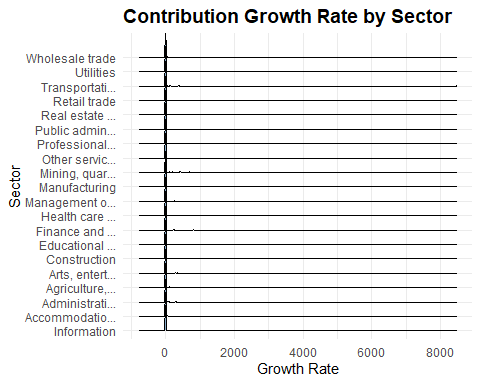 Contribution Growth Rate by Sector
Sector
Wholesale trade
Utilities
Transportati...
Retail trade
Real estate ...
Public admin...
Professional...
Other servic...
Mining, quar...
Manufacturing
Management o...
Health care ...
Finance and ...
Educational ...
Construction
Arts, entert...
Agriculture,...
Administrati...
Accommodatio...
Information
0 2000 4000 6000 8000
Growth Rate